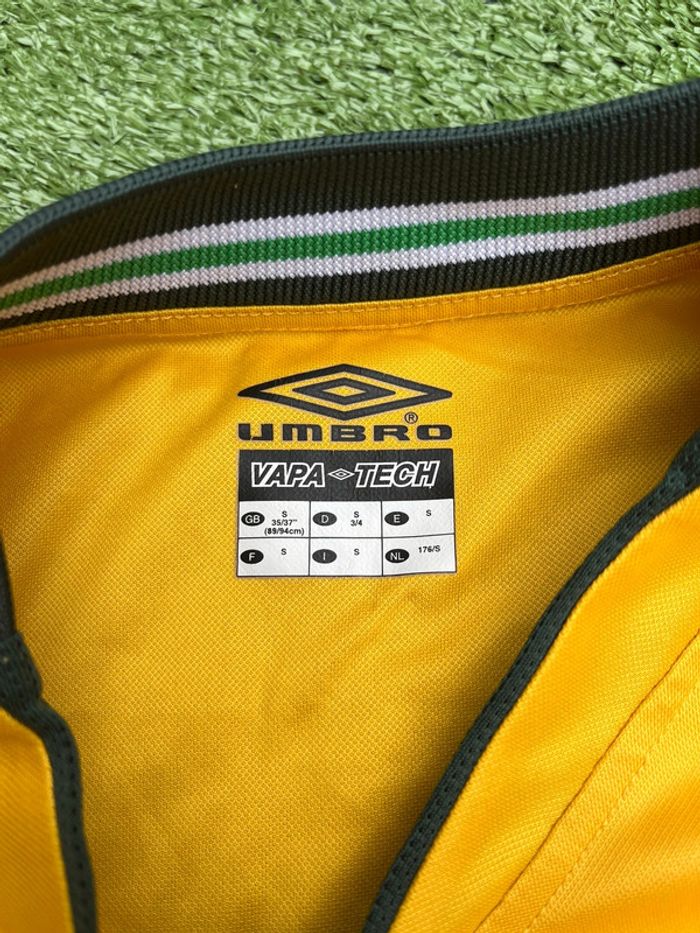 UMBRO®
VAPA TECH
GB S 35/37" (89/94cm) D S 3/4 E S
F S I S NL 176/S